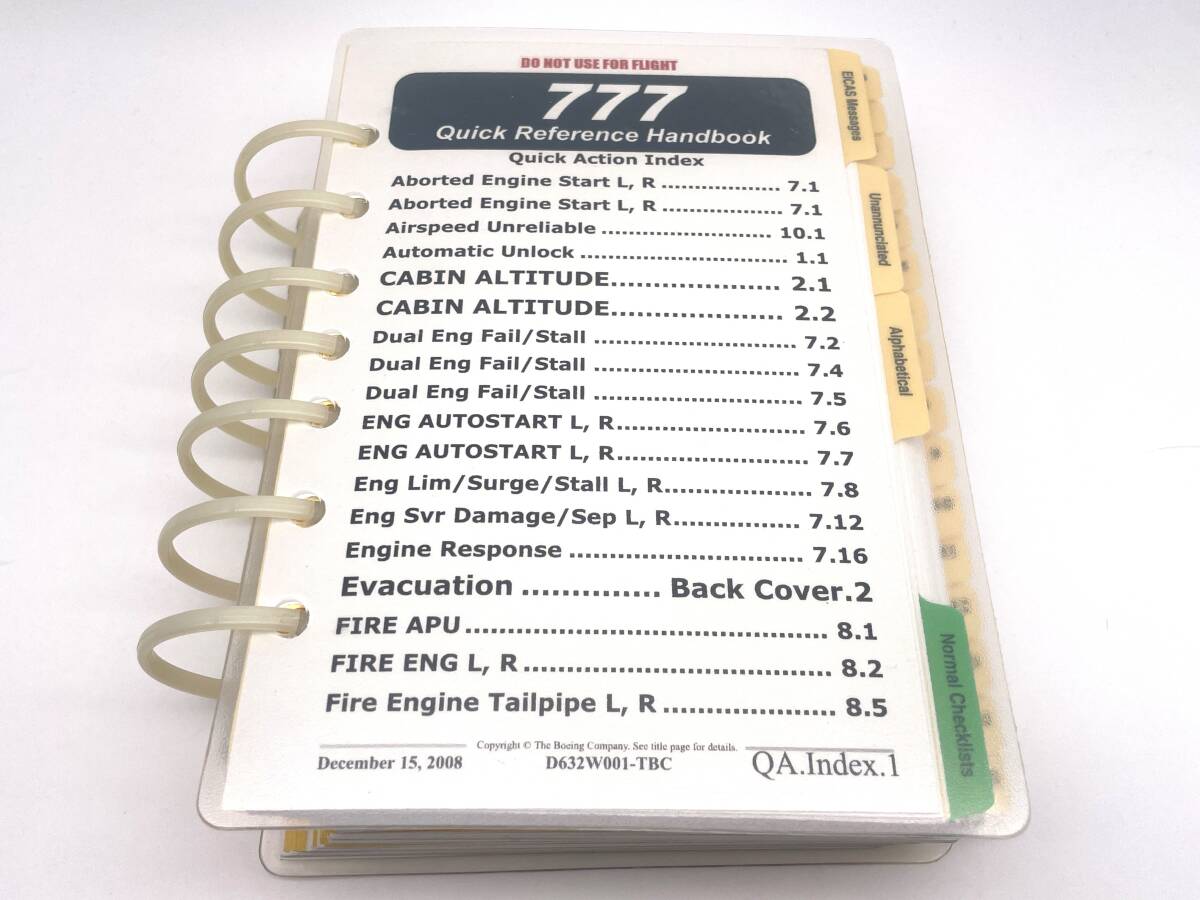 DO NOT USE FOR FLIGHT
777
Quick Reference Handbook
Quick Action Index
Aborted Engine Start L, R .................. 7.1
Aborted Engine Start L, R .................. 7.1
Airspeed Unreliable .......................... 10.1
Automatic Unlock ................................ 1.1
CABIN ALTITUDE.................... 2.1
CABIN ALTITUDE.................... 2.2
Dual Eng Fail/Stall .............................. 7.2
Dual Eng Fail/Stall .............................. 7.4
Dual Eng Fail/Stall .............................. 7.5
ENG AUTOSTART L, R.......................... 7.6
ENG AUTOSTART L, R.......................... 7.7
Eng Lim/Surge/Stall L, R.................... 7.8
Eng Svr Damage/Sep L, R................. 7.12
Engine Response ............................... 7.16
Evacuation .............. Back Cover.2
FIRE APU........................................ 8.1
FIRE ENG L, R.................................. 8.2
Fire Engine Tailpipe L, R ................... 8.5
Copyright © The Boeing Company. See title page for details.
December 15, 2008 D632W001-TBC QA.Index.1
EICAS Messages
Unannunciated
Alphabetical
Normal Checklists